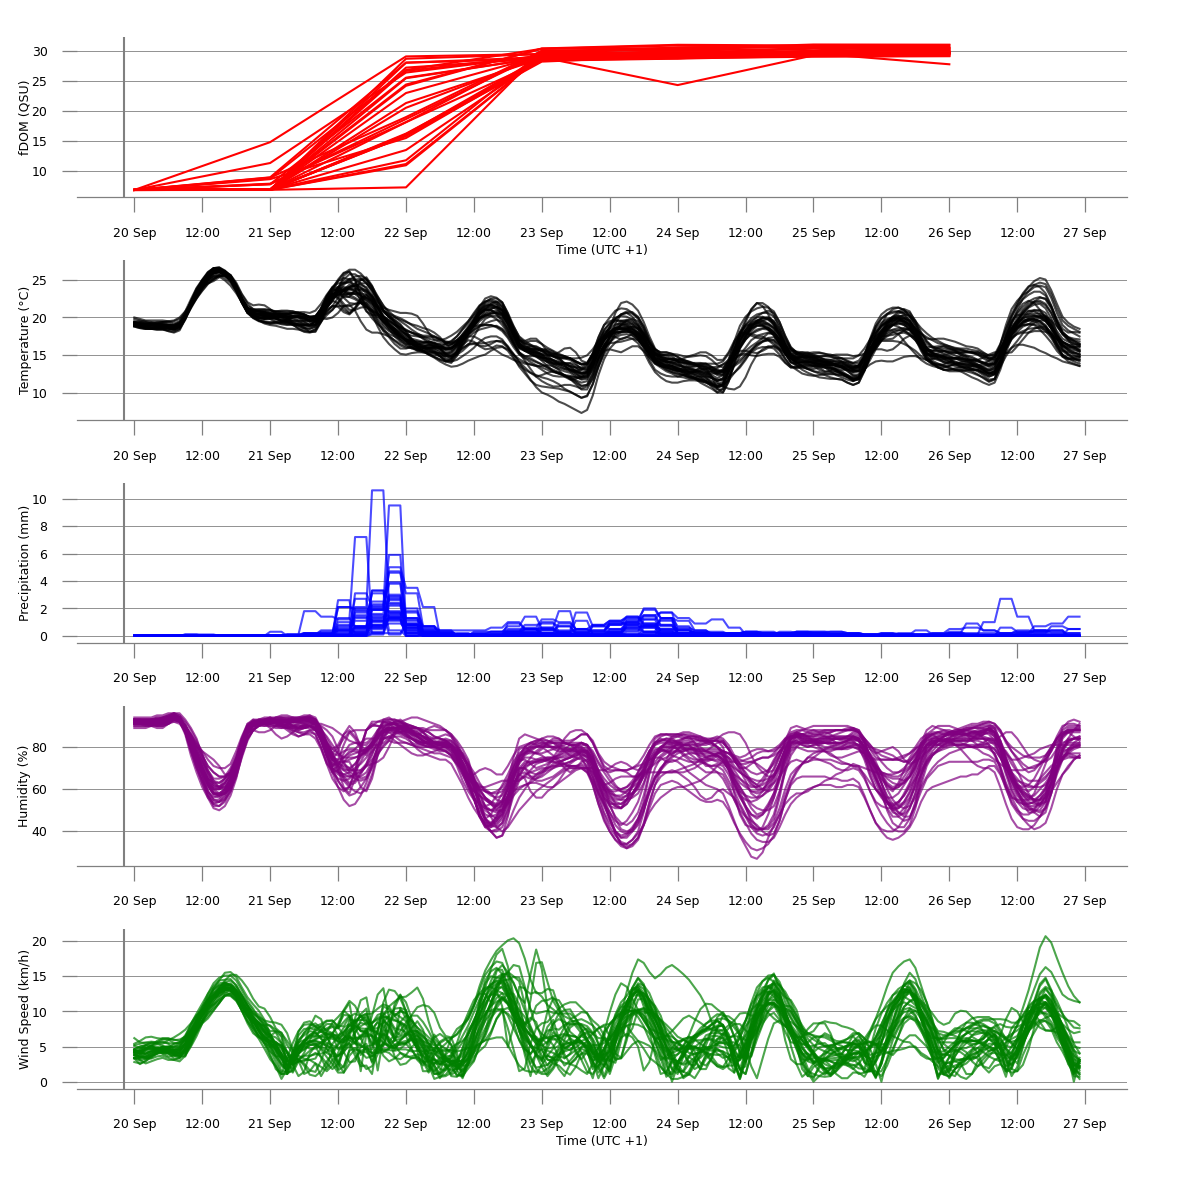 fDOM (QSU)
30
25
20
15
10
20 Sep 12:00 21 Sep 12:00 22 Sep 12:00 23 Sep 12:00 24 Sep 12:00 25 Sep 12:00 26 Sep 12:00 27 Sep
Time (UTC +1)
Temperature (°C)
25
20
15
10
20 Sep 12:00 21 Sep 12:00 22 Sep 12:00 23 Sep 12:00 24 Sep 12:00 25 Sep 12:00 26 Sep 12:00 27 Sep
Precipitation (mm)
10
8
6
4
2
0
20 Sep 12:00 21 Sep 12:00 22 Sep 12:00 23 Sep 12:00 24 Sep 12:00 25 Sep 12:00 26 Sep 12:00 27 Sep
Humidity (%)
80
60
40
20 Sep 12:00 21 Sep 12:00 22 Sep 12:00 23 Sep 12:00 24 Sep 12:00 25 Sep 12:00 26 Sep 12:00 27 Sep
Wind Speed (km/h)
20
15
10
5
0
20 Sep 12:00 21 Sep 12:00 22 Sep 12:00 23 Sep 12:00 24 Sep 12:00 25 Sep 12:00 26 Sep 12:00 27 Sep
Time (UTC +1)